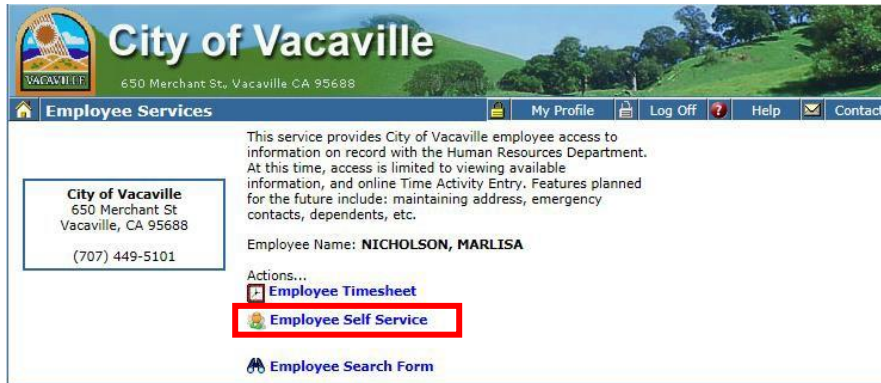 City of Vacaville
VACAVILLE
650 Merchant St., Vacaville CA 95688
Employee Services
My Profile
Log Off
Help
Contact
This service provides City of Vacaville employee access to
information on record with the Human Resources Department.
At this time, access is limited to viewing available
information, and online Time Activity Entry. Features planned
for the future include: maintaining address, emergency
contacts, dependents, etc.
City of Vacaville
650 Merchant St
Vacaville, CA 95688
(707) 449-5101
Employee Name: NICHOLSON, MARLISA
Actions...
Employee Timesheet
Employee Self Service
Employee Search Form